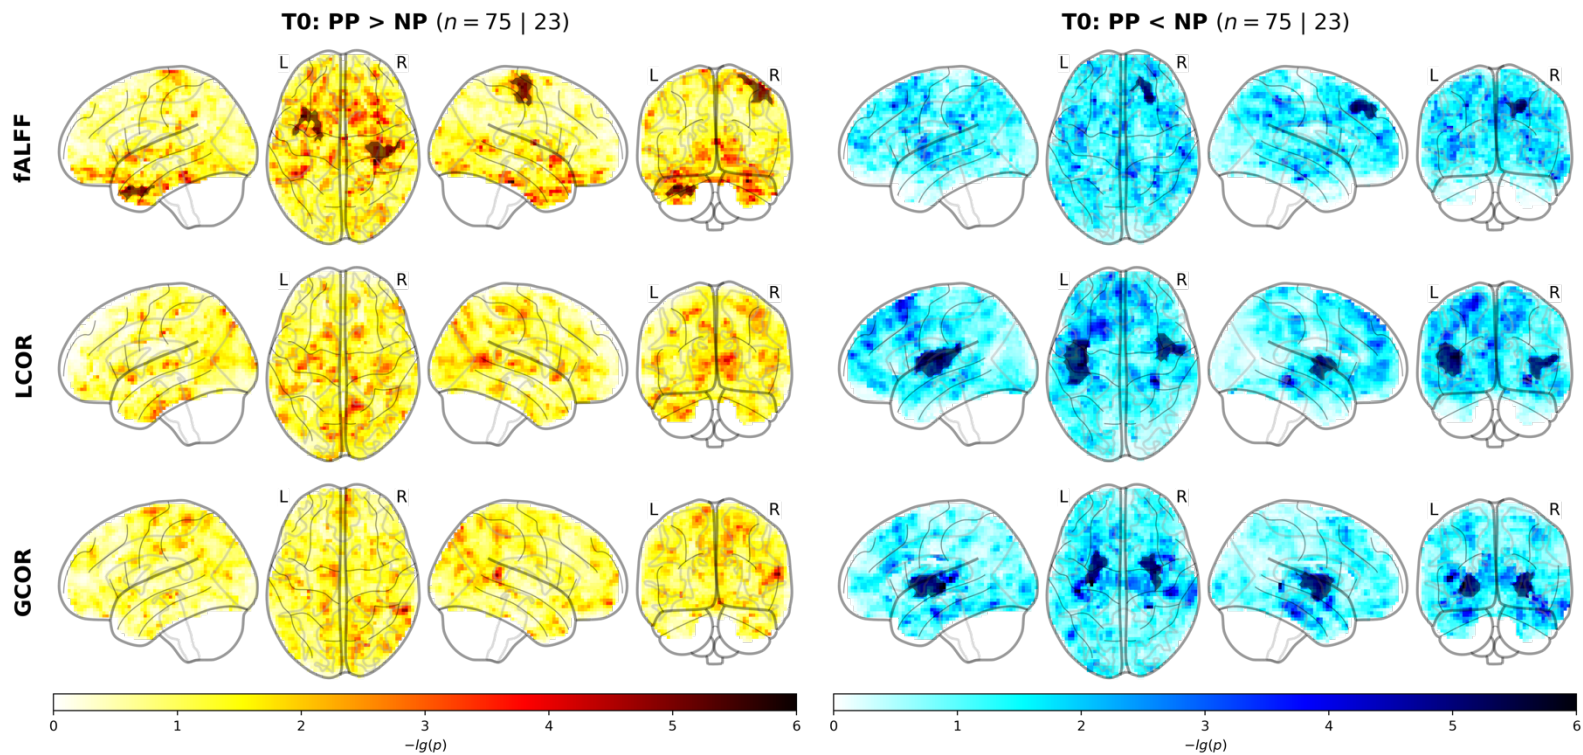 T0: PP > NP (n = 75 | 23)
T0: PP < NP (n = 75 | 23)
L R L R L R L R
fALFF
L R L R L R L R
LCOR
L R L R L R L R
GCOR
0 1 2 3 4 5 6
−lg(p)
0 1 2 3 4 5 6
−lg(p)